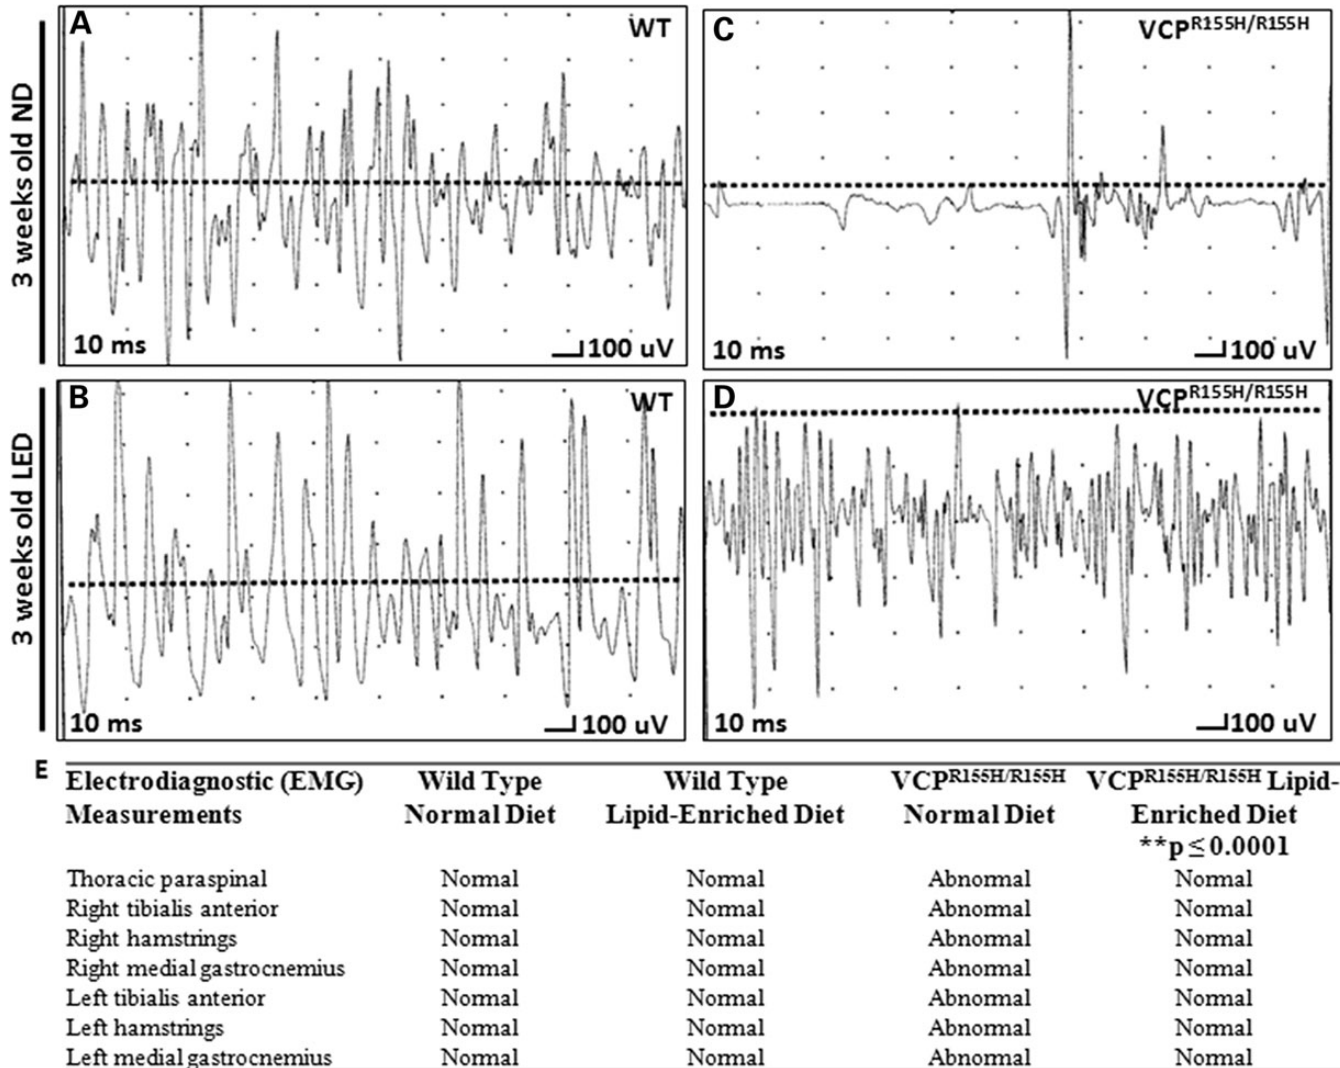 3 weeks old ND
A
WT
10 ms
100 uV
C
VCPR155H/R155H
10 ms
100 uV
3 weeks old LED
B
WT
10 ms
100 uV
D
VCPR155H/R155H
10 ms
100 uV
E
Electrodiagnostic (EMG) Wild Type Wild Type VCPR155H/R155H VCPR155H/R155H Lipid-
Measurements Normal Diet Lipid-Enriched Diet Normal Diet Enriched Diet
**p ≤ 0.0001
Thoracic paraspinal Normal Normal Abnormal Normal
Right tibialis anterior Normal Normal Abnormal Normal
Right hamstrings Normal Normal Abnormal Normal
Right medial gastrocnemius Normal Normal Abnormal Normal
Left tibialis anterior Normal Normal Abnormal Normal
Left hamstrings Normal Normal Abnormal Normal
Left medial gastrocnemius Normal Normal Abnormal Normal